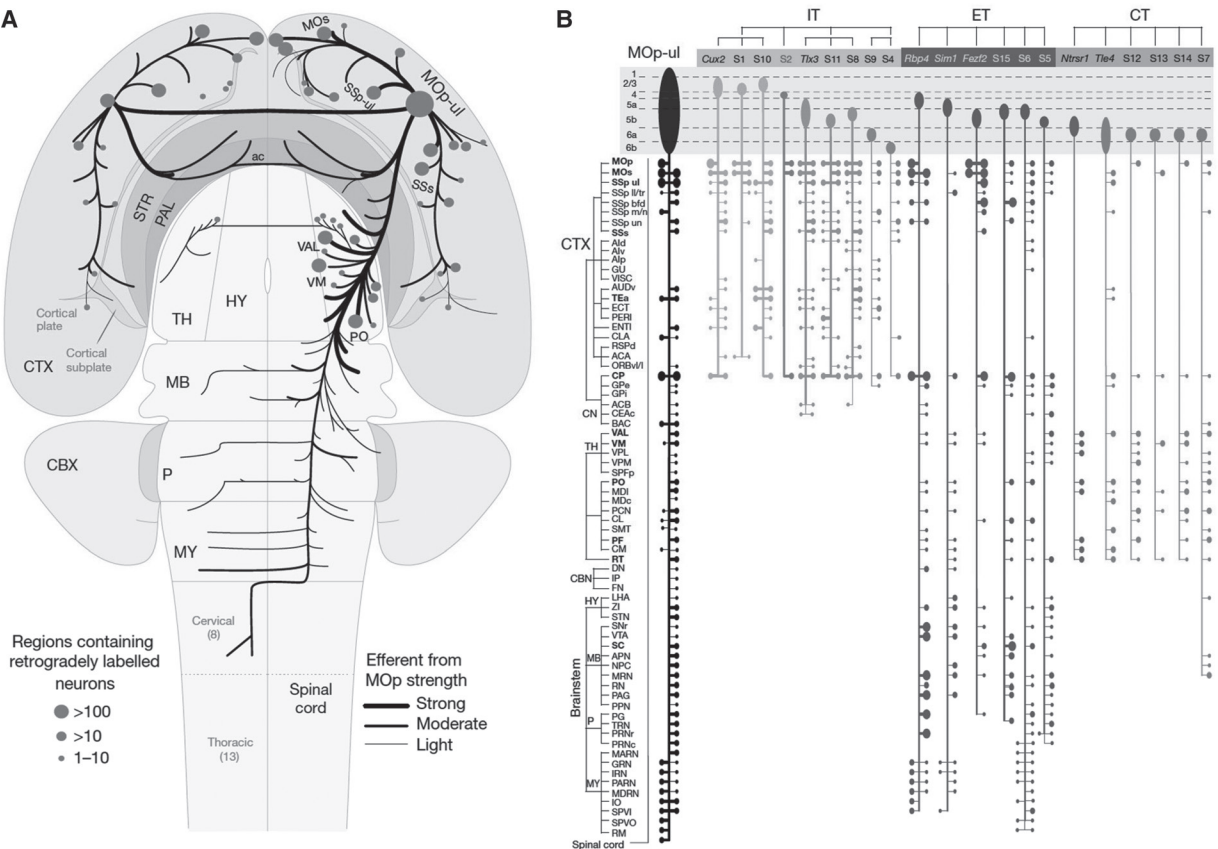 A
MOs
MOp-ul
SSp-ul
SSs
ac
STR
PAL
VAL
VM
HY
TH
PO
Cortical
plate
Cortical
subplate
CTX
MB
CBX
P
MY
Cervical
(8)
Spinal
cord
Thoracic
(13)
Regions containing
retrogradely labelled
neurons
>100
>10
1–10
Efferent from
MOp strength
Strong
Moderate
Light
B
IT ET CT
MOp-ul
Cux2 S1 S10 S2 Tlx3 S11 S8 S9 S4 Rbp4 Sim1 Fezf2 S15 S6 S5 Ntrsr1 Tle4 S12 S13 S14 S7
1
2/3
4
5a
5b
6a
6b
CTX
MOp
MOs
SSp ul
SSp ll/tr
SSp bfd
SSp m/n
SSp un
SSs
AId
AIv
AIp
GU
VISC
AUDv
TEa
ECT
PERI
ENTl
CLA
RSPd
ACA
ORBvl/l
CN
CP
GPe
GPi
ACB
CEAc
BAC
TH
VAL
VM
VPL
VPM
SPFp
PO
MDl
MDc
PCN
CL
SMT
PF
CM
RT
CBN
DN
IP
FN
Brainstem
HY
LHA
ZI
STN
MB
SNr
VTA
SC
APN
NPC
MRN
RN
PAG
PPN
P
PG
TRN
PRNr
PRNc
MY
MARN
GRN
IRN
PARN
MDRN
IO
SPVI
SPVO
RM
Spinal cord